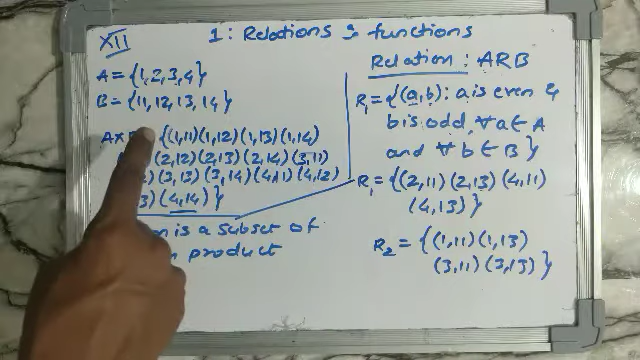 XII
1: Relations & functions
A = {1,2,3,4}
B = {11,12,13,14}
A×
{(1,11)(1,12)(1,13)(1,14)
(2,12)(2,13)(2,14)(3,11)
)(3,13)(3,14)(4,11)(4,12)
3)(4,14)}
is a subset of
product
Relation: ARB
R₁ = {(a,b): a is even &
b is odd, ∀ a ∈ A
and ∀ b ∈ B}
R₁ = {(2,11)(2,13)(4,11)
(4,13)}
R₂ = {(1,11)(1,13)
(3,11)(3,13)}